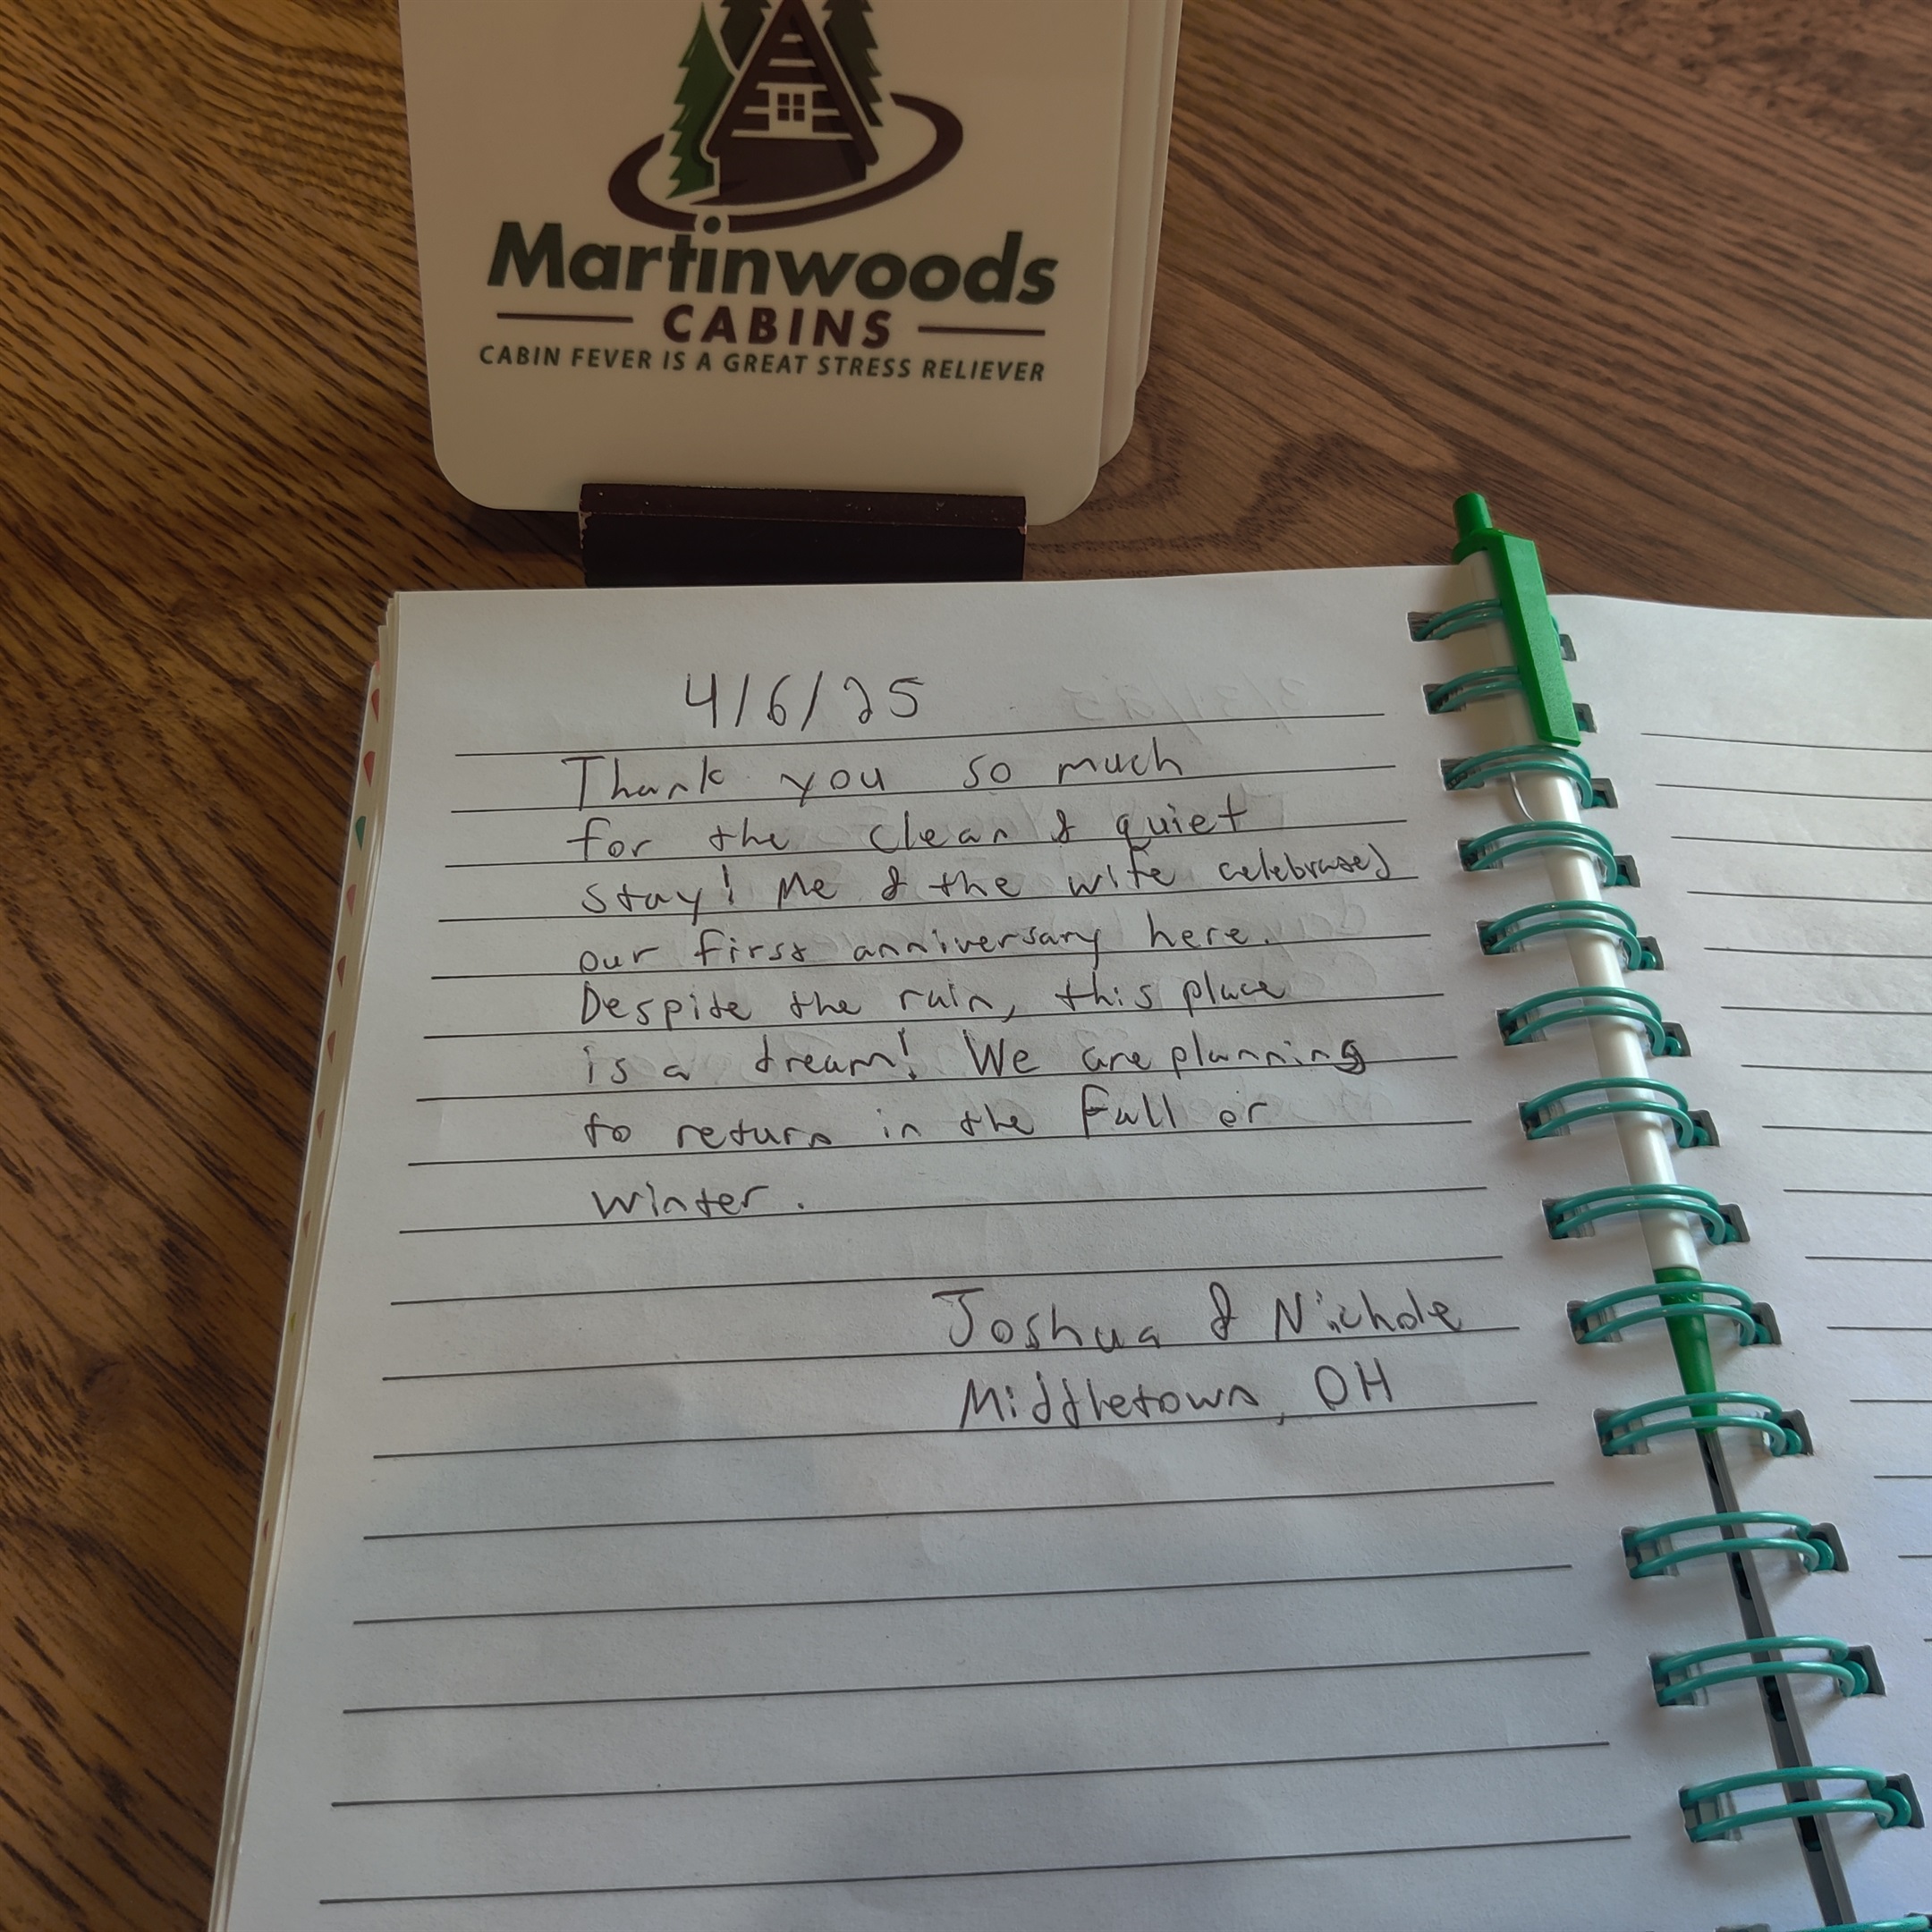 Martinwoods
CABINS
CABIN FEVER IS A GREAT STRESS RELIEVER
4/6/25
Thank you so much
for the clean & quiet
stay! Me & the wife celebrated
our first anniversary here.
Despite the rain, this place
is a dream! We are planning
to return in the Fall or
winter.
Joshua & Nichole
Middletown, OH